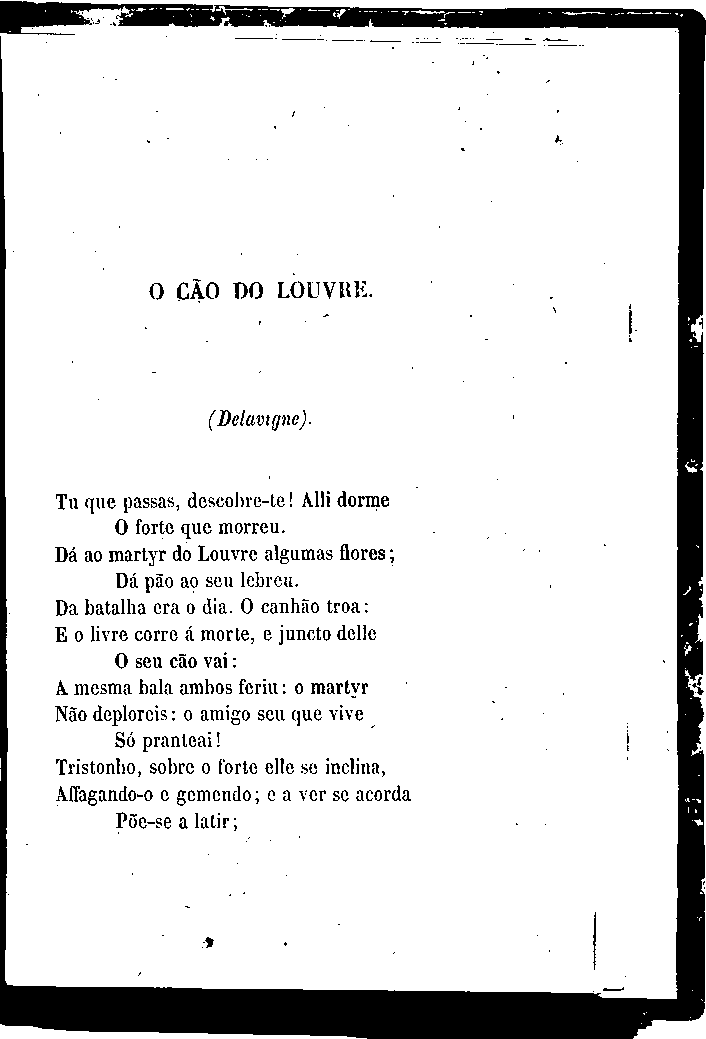 O CÃO DO LOUVRE.
(Delavigne).
Tu que passas, descobre-te! Alli dorme
O forte que morreu.
Dá ao martyr do Louvre algumas flores;
Dá pão ao seu lebreu.
Da batalha era o dia. O canhão troa:
E o livre corre á morte, e juncto delle
O seu cão vai:
A mesma bala ambos feriu: o martyr
Não deploreis: o amigo seu que vive
Só pranteai!
Tristonho, sobre o forte elle se inclina,
Affagando-o e gemendo; e a ver se acorda
Põe-se a latir;